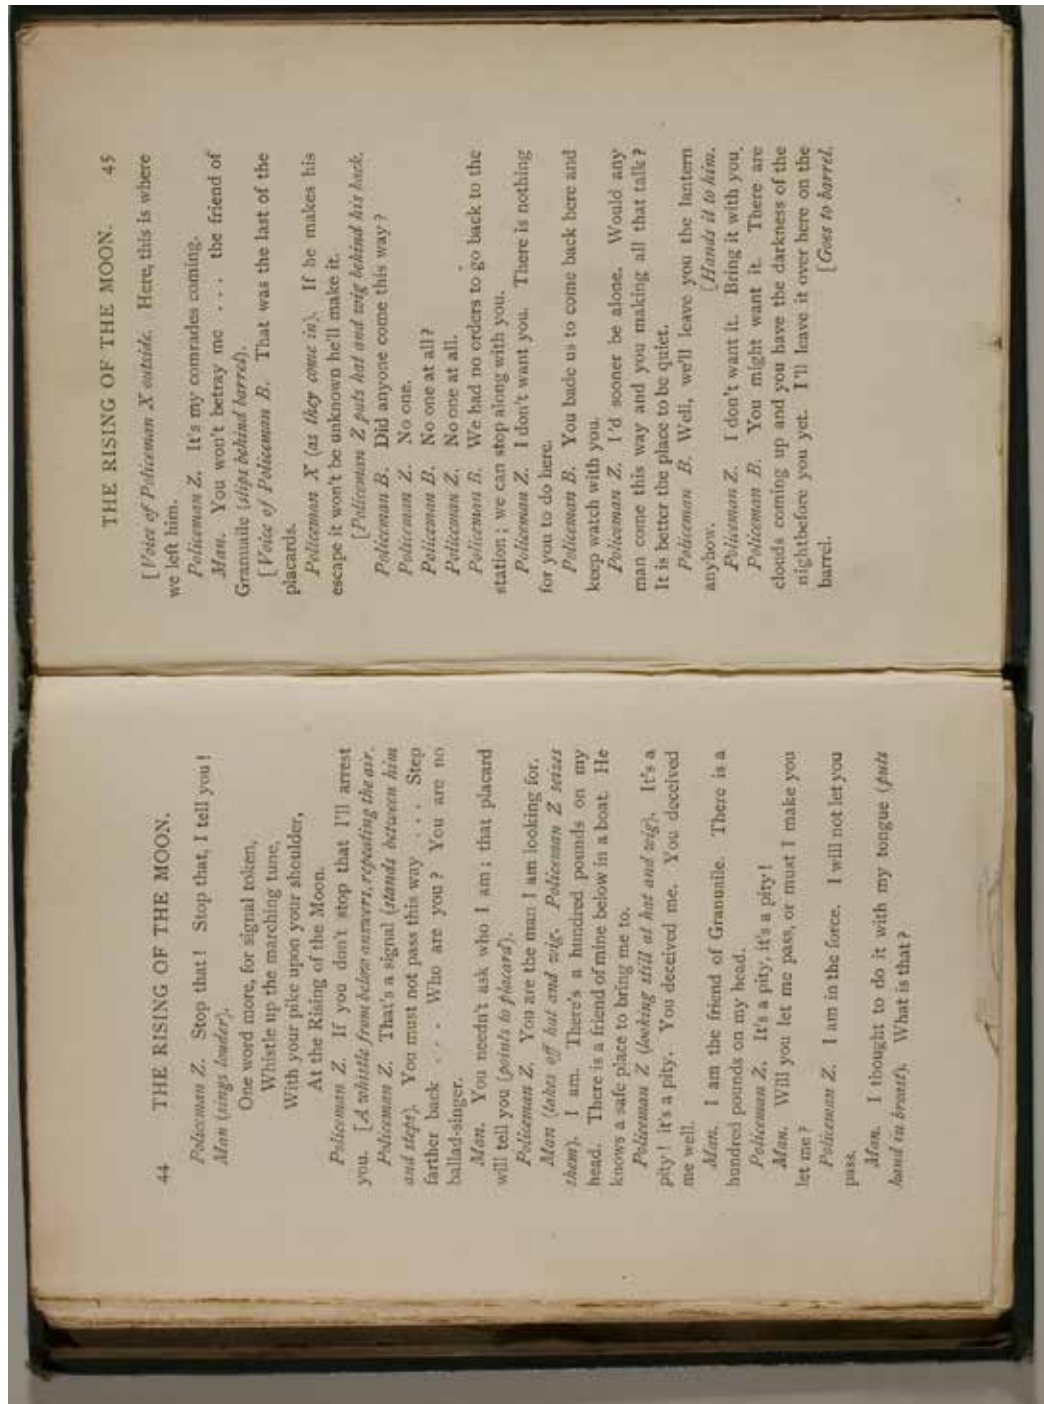 44 THE RISING OF THE MOON.
Policeman Z. Stop that! Stop that, I tell you!
Man (sings louder).
One word more, for signal token,
Whistle up the marching tune,
With your pike upon your shoulder,
At the Rising of the Moon.
Policeman Z. If you don't stop that I'll arrest
you. [A whistle from below answers, repeating the air.
Policeman Z. That's a signal (stands between him
and steps). You must not pass this way . . . Step
farther back . . . Who are you? You are no
ballad-singer.
Man. You needn't ask who I am; that placard
will tell you (points to placard).
Policeman Z. You are the man I am looking for.
Man (takes off hat and wig. Policeman Z seizes
them). I am. There's a hundred pounds on my
head. There is a friend of mine below in a boat. He
knows a safe place to bring me to.
Policeman Z (looking still at hat and wig). It's a
pity! it's a pity. You deceived me. You deceived
me well.
Man. I am the friend of Granuaile. There is a
hundred pounds on my head.
Policeman Z. It's a pity, it's a pity!
Man. Will you let me pass, or must I make you
let me?
Policeman Z. I am in the force. I will not let you
pass.
Man. I thought to do it with my tongue (puts
hand in breast). What is that?
THE RISING OF THE MOON. 45
[Voice of Policeman X outside. Here, this is where
we left him.
Policeman Z. It's my comrades coming.
Man. You won't betray me . . . the friend of
Granuaile (slips behind barrel).
[Voice of Policeman B. That was the last of the
placards.
Policeman X (as they come in). If he makes his
escape it won't be unknown he'll make it.
[Policeman Z puts hat and wig behind his back.
Policeman B. Did anyone come this way?
Policeman Z. No one.
Policeman B. No one at all?
Policeman Z. No one at all.
Policeman B. We had no orders to go back to the
station; we can stop along with you.
Policeman Z. I don't want you. There is nothing
for you to do here.
Policeman B. You bade us to come back here and
keep watch with you.
Policeman Z. I'd sooner be alone. Would any
man come this way and you making all that talk?
It is better the place to be quiet.
Policeman B. Well, we'll leave you the lantern
anyhow. [Hands it to him.
Policeman Z. I don't want it. Bring it with you.
Policeman B. You might want it. There are
clouds coming up and you have the darkness of the
nightbefore you yet. I'll leave it over here on the
barrel. [Goes to barrel.